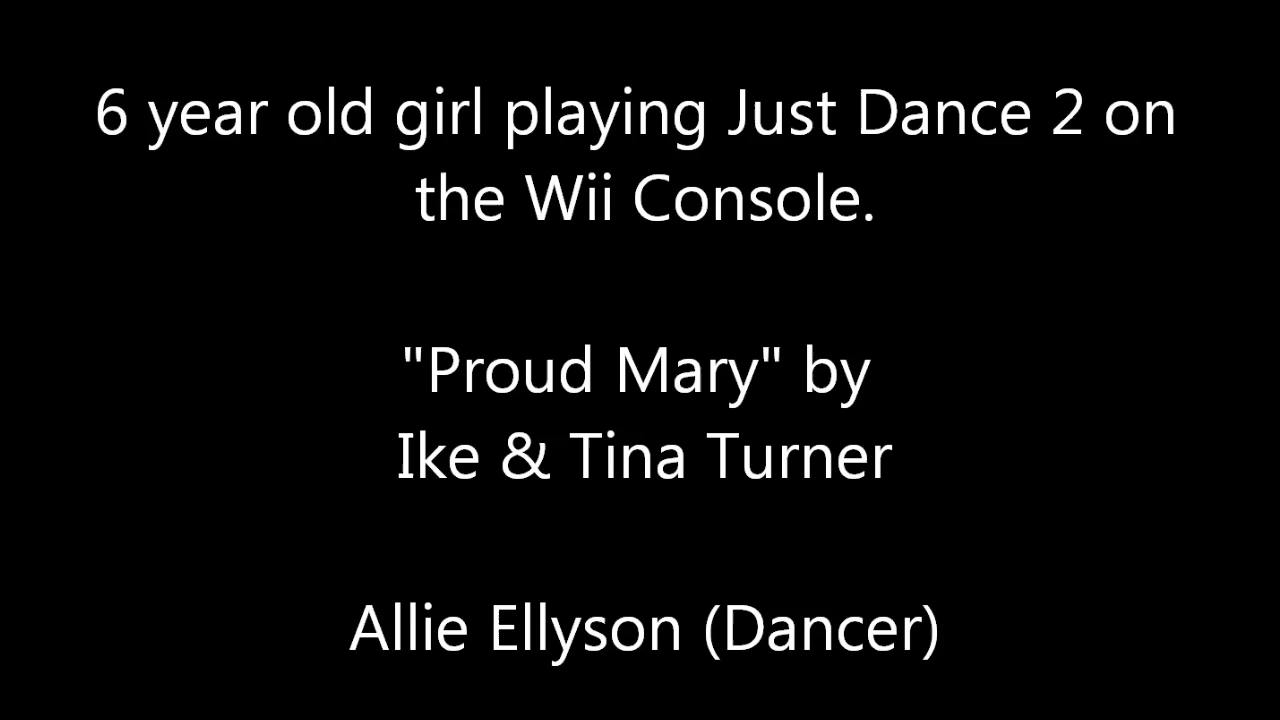 6 year old girl playing Just Dance 2 on
the Wii Console.
"Proud Mary" by
Ike & Tina Turner
Allie Ellyson (Dancer)